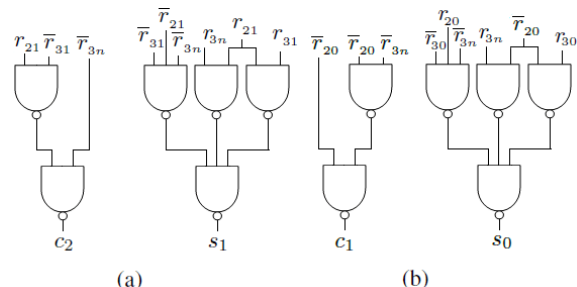 r̅₂₁ r₂₁ r₂₀ r̅₂₀
r₂₁ r̅₃₁ r̅₃ₙ r̅₃₁ r̅₃ₙ r₃ₙ r₃₁ r̅₂₀ r̅₂₀ r̅₃ₙ r̅₃₀ r̅₃ₙ r₃ₙ r₃₀
c₂ s₁ c₁ s₀
(a) (b)